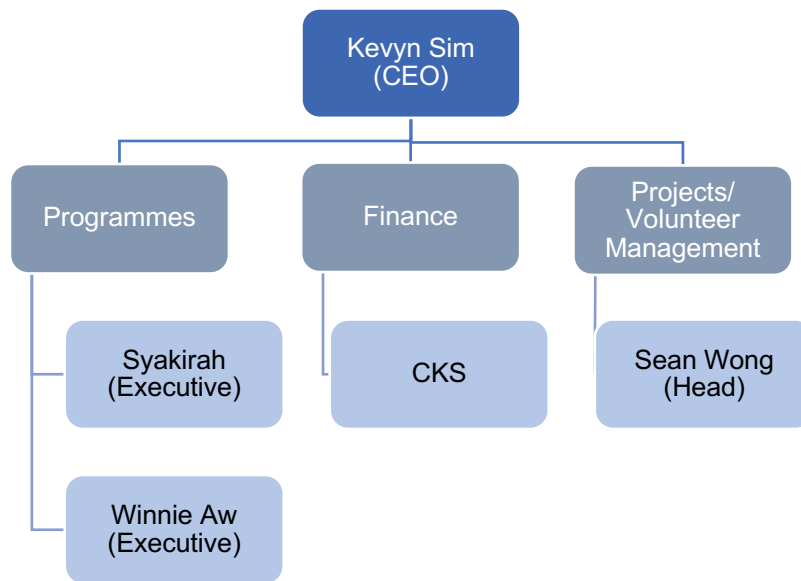 Kevyn Sim
(CEO)
Programmes
Finance
Projects/
Volunteer
Management
Syakirah
(Executive)
CKS
Sean Wong
(Head)
Winnie Aw
(Executive)